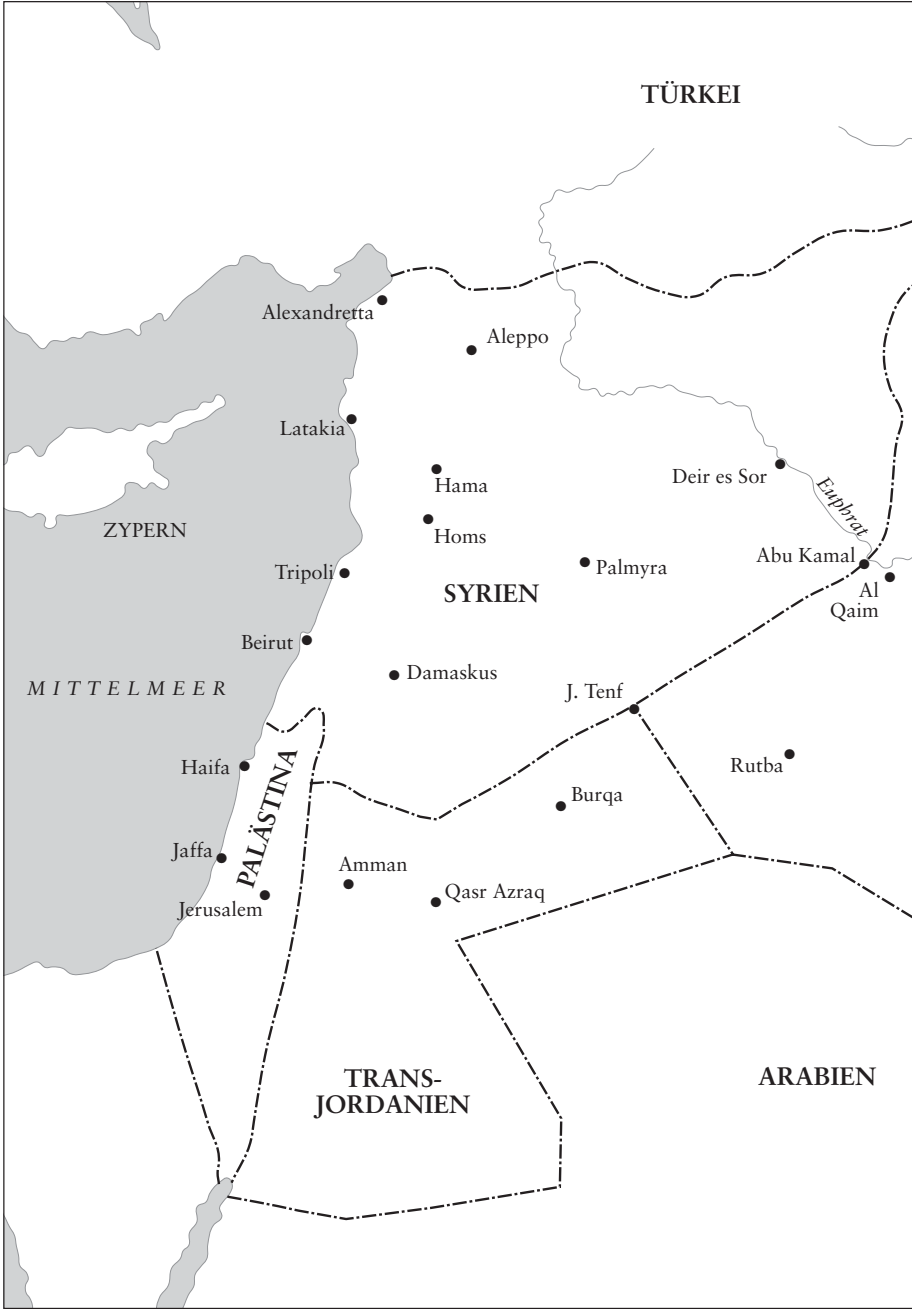 TÜRKEI
Alexandretta
Aleppo
Latakia
Hama
Deir es Sor
Euphrat
ZYPERN
Homs
Abu Kamal
Tripoli
Palmyra
Al
Qaim
SYRIEN
Beirut
Damaskus
MITTELMEER
J. Tenf
Haifa
PALÄSTINA
Rutba
Burqa
Jaffa
Amman
Qasr Azraq
Jerusalem
TRANS-
JORDANIEN
ARABIEN